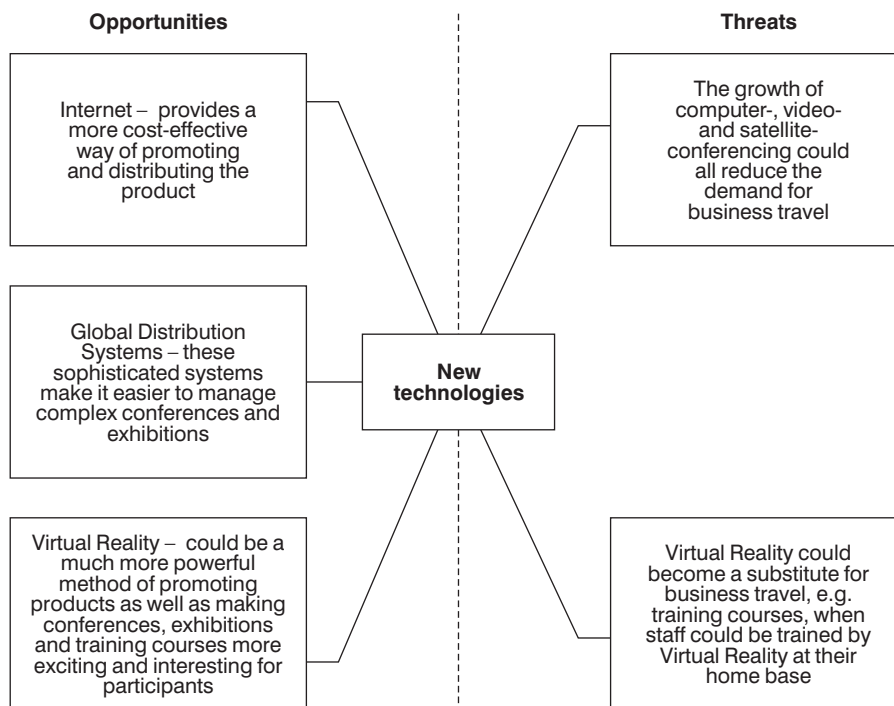 Opportunities
Threats
Internet – provides a
more cost-effective
way of promoting
and distributing the
product
The growth of
computer-, video-
and satellite-
conferencing could
all reduce the
demand for
business travel
Global Distribution
Systems – these
sophisticated systems
make it easier to manage
complex conferences and
exhibitions
New
technologies
Virtual Reality – could be a
much more powerful
method of promoting
products as well as making
conferences, exhibitions
and training courses more
exciting and interesting for
participants
Virtual Reality could
become a substitute for
business travel, e.g.
training courses, when
staff could be trained by
Virtual Reality at their
home base